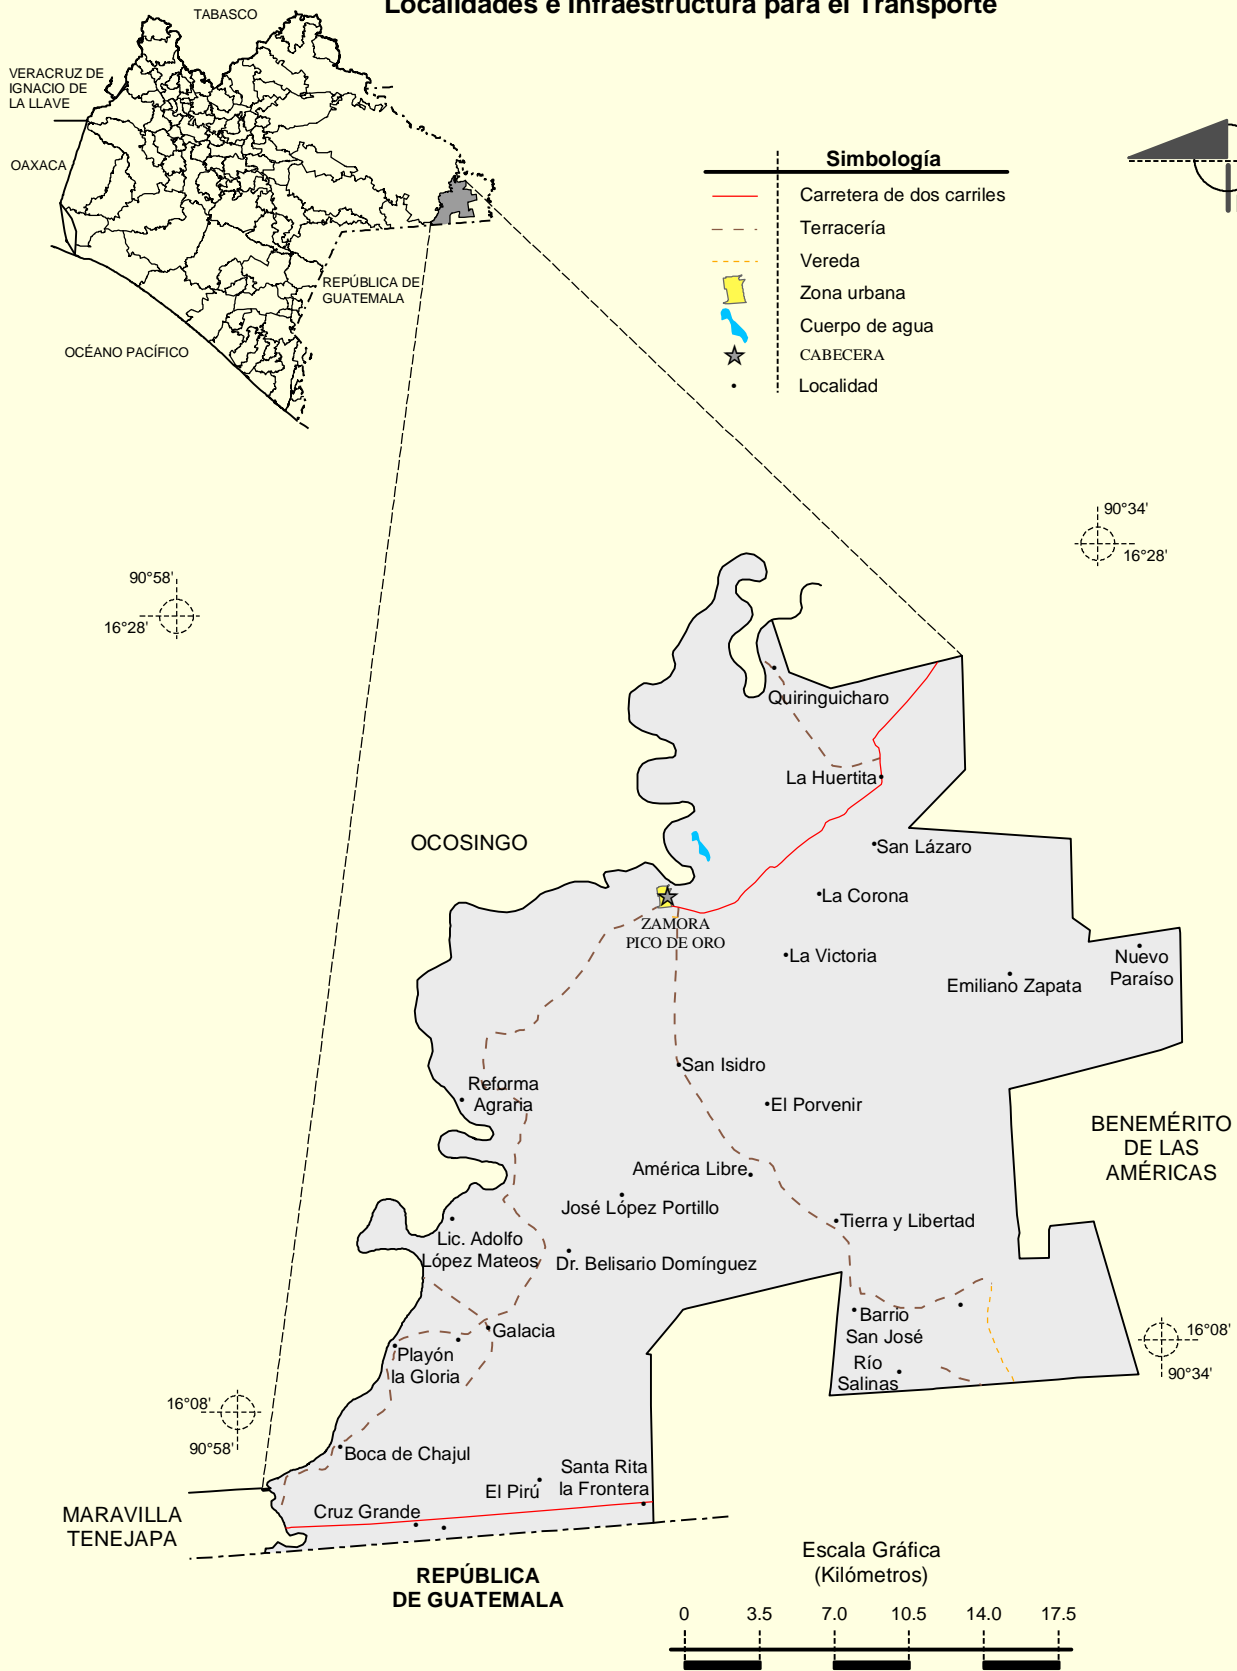 Localidades e Infraestructura para el Transporte
TABASCO
VERACRUZ DE
IGNACIO DE
LA LLAVE
OAXACA
REPÚBLICA DE
GUATEMALA
OCÉANO PACÍFICO
Simbología
Carretera de dos carriles
Terracería
Vereda
Zona urbana
Cuerpo de agua
CABECERA
Localidad
90°34'
16°28'
90°58'
16°28'
Quiringuicharo
La Huertita
OCOSINGO
San Lázaro
La Corona
ZAMORA
PICO DE ORO
La Victoria
Nuevo
Paraíso
Emiliano Zapata
San Isidro
Reforma
Agraria
El Porvenir
BENEMÉRITO
DE LAS
AMÉRICAS
América Libre
José López Portillo
Tierra y Libertad
Lic. Adolfo
López Mateos
Dr. Belisario Domínguez
Barrio
San José
Galacia
Playón
la Gloria
Río
Salinas
16°08'
90°34'
16°08'
90°58'
Boca de Chajul
Santa Rita
la Frontera
El Pirú
Cruz Grande
MARAVILLA
TENEJAPA
REPÚBLICA
DE GUATEMALA
Escala Gráfica
(Kilómetros)
0 3.5 7.0 10.5 14.0 17.5